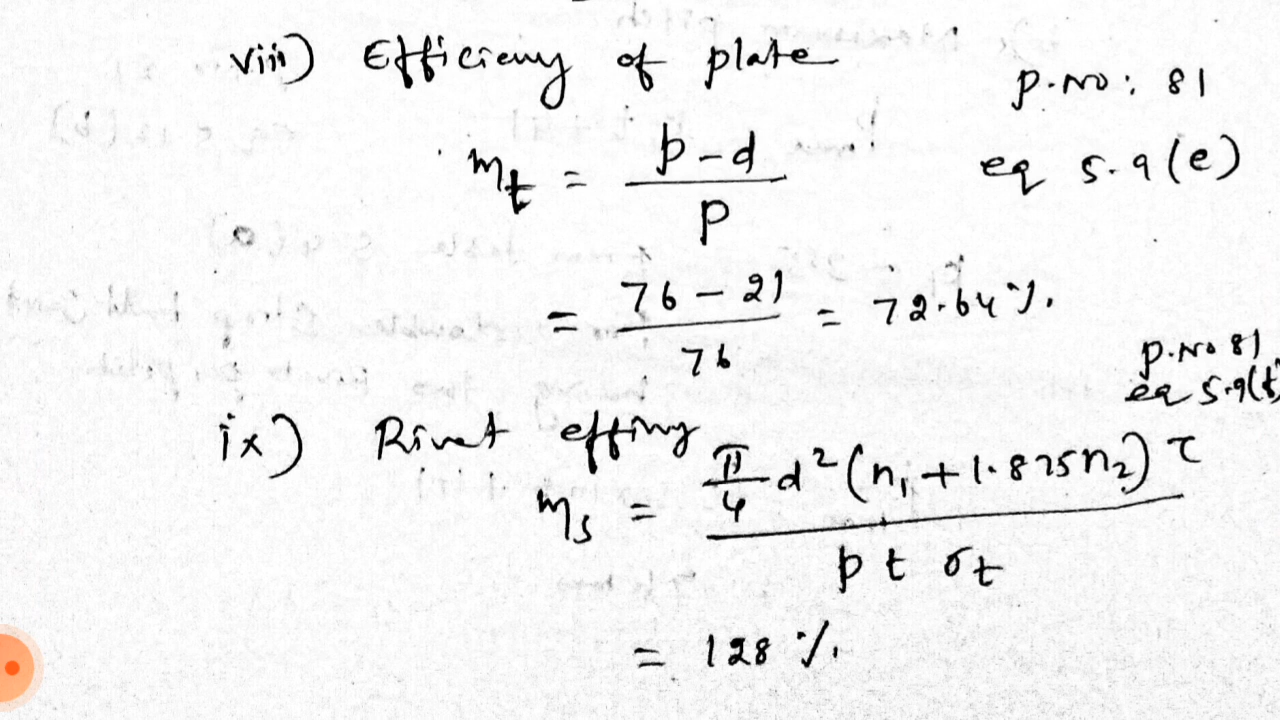 viii) Efficiency of plate
p.no: 81
ηt = p-d / p
eq 5.9(e)
= 76 - 21 / 76 = 72.64 %.
p.no 81
eq 5.9(f)
ix) Rivet effiny
ηs = π/4 d² (n₁ + 1.875n₂) τ / p t σt
= 128 %.